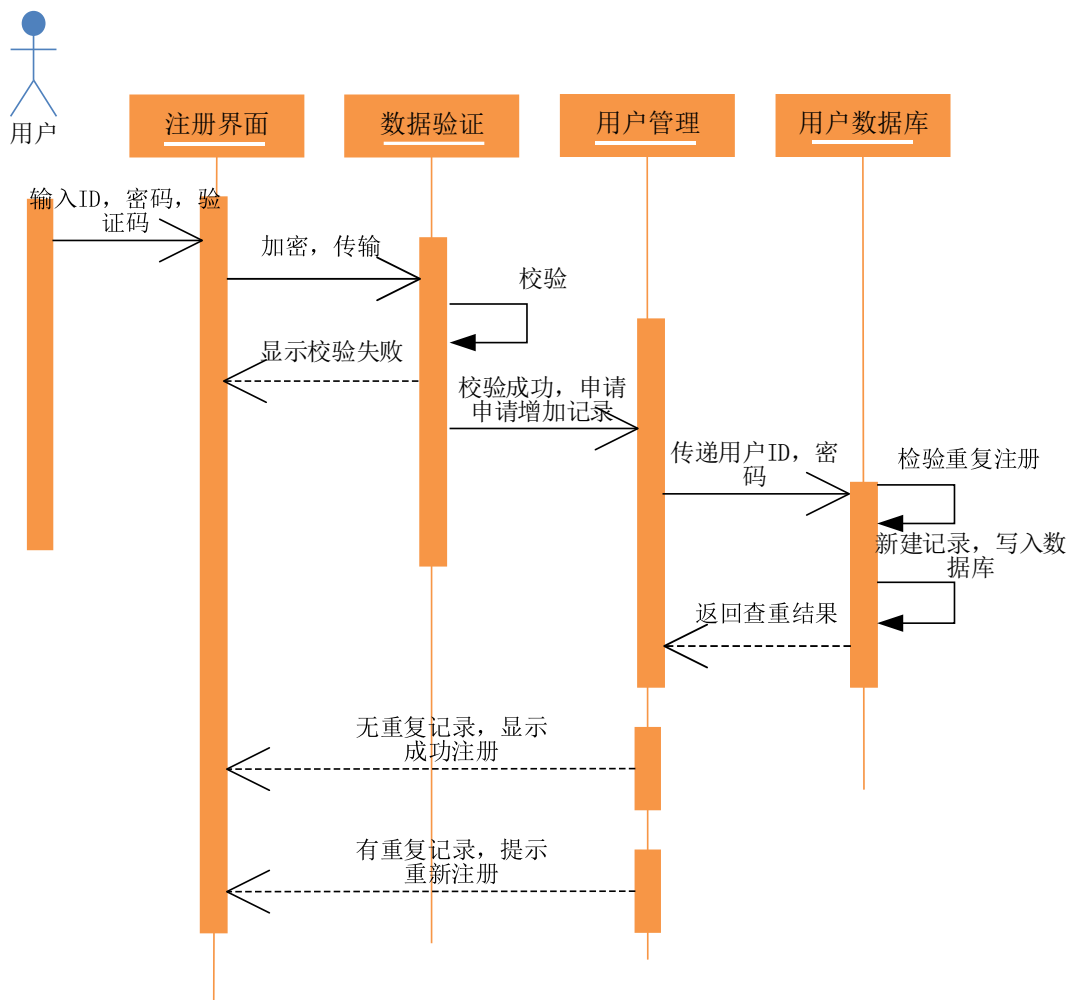 用户
注册界面
数据验证
用户管理
用户数据库
输入ID，密码，验
证码
加密，传输
校验
显示校验失败
校验成功，申请
申请增加记录
传递用户ID，密
码
检验重复注册
新建记录，写入数
据库
返回查重结果
无重复记录，显示
成功注册
有重复记录，提示
重新注册